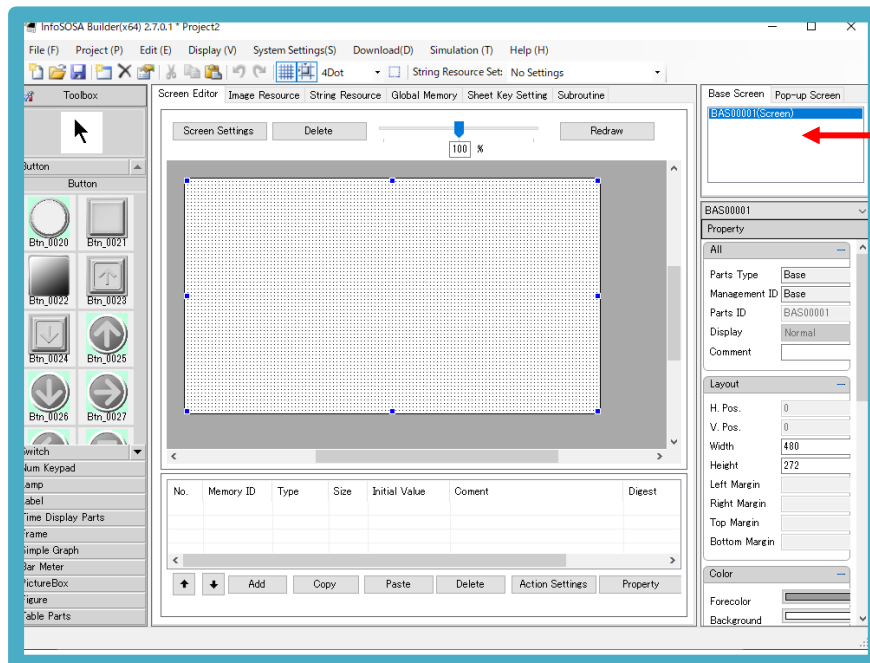 InfoSOSA Builder(x64) 2.7.0.1 * Project2
File (F) Project (P) Edit (E) Display (V) System Settings(S) Download(D) Simulation (T) Help (H)
4Dot String Resource Set: No Settings
Toolbox
Screen Editor Image Resource String Resource Global Memory Sheet Key Setting Subroutine
Base Screen Pop-up Screen
BAS00001(Screen)
Screen Settings Delete Redraw
100 %
Button
Button
Btn_0020 Btn_0021
Btn_0022 Btn_0023
Btn_0024 Btn_0025
Btn_0026 Btn_0027
witch
Num Keypad
amp
abel
Time Display Parts
rame
Simple Graph
Bar Meter
PictureBox
Figure
Table Parts
No. Memory ID Type Size Initial Value Coment Digest
Add Copy Paste Delete Action Settings Property
BAS00001
Property
All
Parts Type Base
Management ID Base
Parts ID BAS00001
Display Normal
Comment
Layout
H. Pos. 0
V. Pos. 0
Width 480
Height 272
Left Margin
Right Margin
Top Margin
Bottom Margin
Color
Forecolor
Background